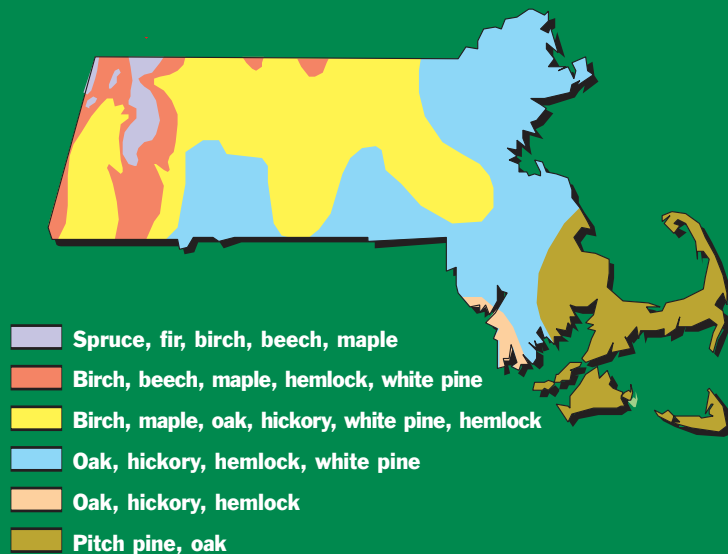 Spruce, fir, birch, beech, maple
Birch, beech, maple, hemlock, white pine
Birch, maple, oak, hickory, white pine, hemlock
Oak, hickory, hemlock, white pine
Oak, hickory, hemlock
Pitch pine, oak